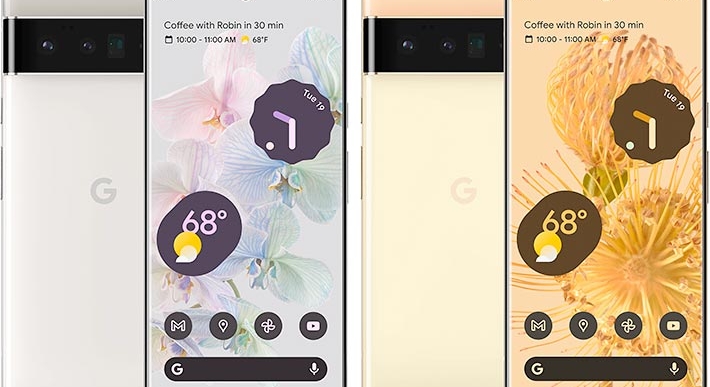 Coffee with Robin in 30 min
10:00 - 11:00 AM 68°F
Tue 19
68°
G
G
Coffee with Robin in 30 min
10:00 - 11:00 AM 68°F
Tue 19
68°
G
G